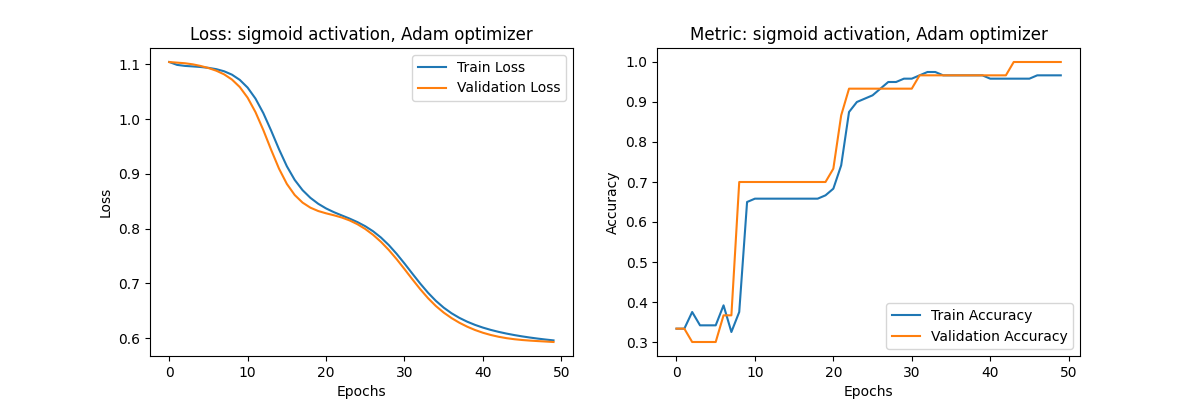 Loss: sigmoid activation, Adam optimizer
Train Loss
Validation Loss
1.1
1.0
0.9
0.8
0.7
0.6
Loss
0 10 20 30 40 50
Epochs
Metric: sigmoid activation, Adam optimizer
1.0
0.9
0.8
0.7
0.6
0.5
0.4
0.3
Accuracy
Train Accuracy
Validation Accuracy
0 10 20 30 40 50
Epochs